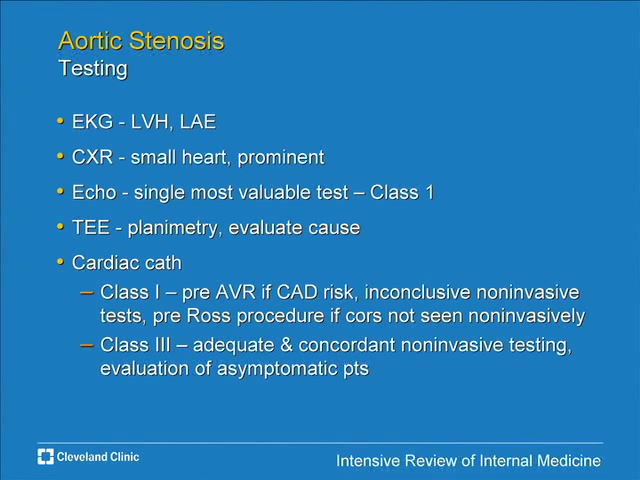 Aortic Stenosis
Testing
• EKG - LVH, LAE
• CXR - small heart, prominent
• Echo - single most valuable test – Class 1
• TEE - planimetry, evaluate cause
• Cardiac cath
– Class I – pre AVR if CAD risk, inconclusive noninvasive
tests, pre Ross procedure if cors not seen noninvasively
– Class III – adequate & concordant noninvasive testing,
evaluation of asymptomatic pts
Cleveland Clinic
Intensive Review of Internal Medicine